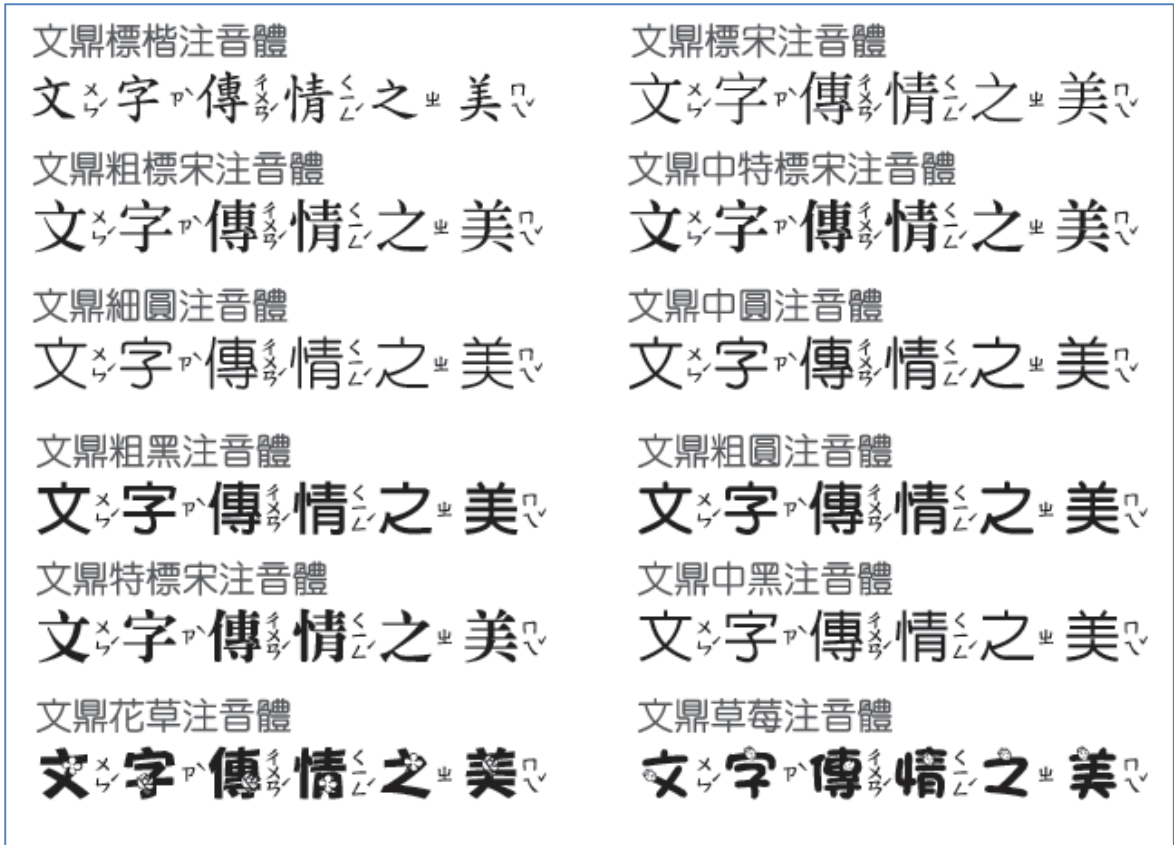 文鼎標楷注音體
文ㄨㄣˊ字ㄗˋ傳ㄔㄨㄢˊ情ㄑㄧㄥˊ之ㄓ美ㄇㄟˇ
文鼎標宋注音體
文ㄨㄣˊ字ㄗˋ傳ㄔㄨㄢˊ情ㄑㄧㄥˊ之ㄓ美ㄇㄟˇ
文鼎粗標宋注音體
文ㄨㄣˊ字ㄗˋ傳ㄔㄨㄢˊ情ㄑㄧㄥˊ之ㄓ美ㄇㄟˇ
文鼎中特標宋注音體
文ㄨㄣˊ字ㄗˋ傳ㄔㄨㄢˊ情ㄑㄧㄥˊ之ㄓ美ㄇㄟˇ
文鼎細圓注音體
文ㄨㄣˊ字ㄗˋ傳ㄔㄨㄢˊ情ㄑㄧㄥˊ之ㄓ美ㄇㄟˇ
文鼎中圓注音體
文ㄨㄣˊ字ㄗˋ傳ㄔㄨㄢˊ情ㄑㄧㄥˊ之ㄓ美ㄇㄟˇ
文鼎粗黑注音體
文ㄨㄣˊ字ㄗˋ傳ㄔㄨㄢˊ情ㄑㄧㄥˊ之ㄓ美ㄇㄟˇ
文鼎粗圓注音體
文ㄨㄣˊ字ㄗˋ傳ㄔㄨㄢˊ情ㄑㄧㄥˊ之ㄓ美ㄇㄟˇ
文鼎特標宋注音體
文ㄨㄣˊ字ㄗˋ傳ㄔㄨㄢˊ情ㄑㄧㄥˊ之ㄓ美ㄇㄟˇ
文鼎中黑注音體
文ㄨㄣˊ字ㄗˋ傳ㄔㄨㄢˊ情ㄑㄧㄥˊ之ㄓ美ㄇㄟˇ
文鼎花草注音體
文ㄨㄣˊ字ㄗˋ傳ㄔㄨㄢˊ情ㄑㄧㄥˊ之ㄓ美ㄇㄟˇ
文鼎草莓注音體
文ㄨㄣˊ字ㄗˋ傳ㄔㄨㄢˊ情ㄑㄧㄥˊ之ㄓ美ㄇㄟˇ